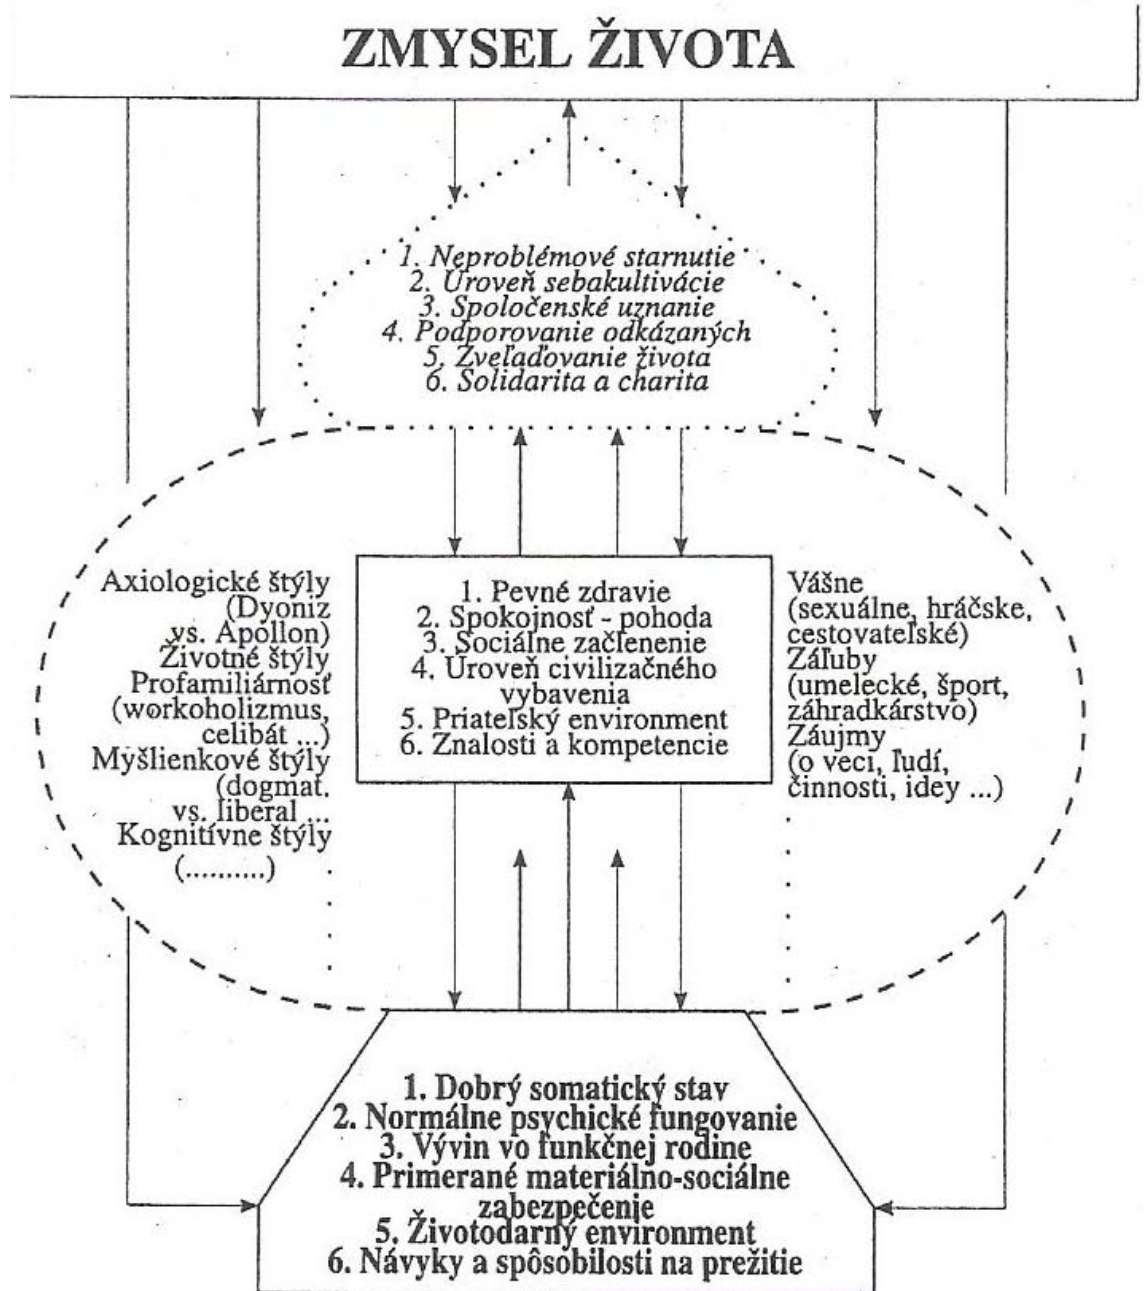 ZMYSEL ŽIVOTA
1. Neproblémové starnutie
2. Úroveň sebakultivácie
3. Spoločenské uznanie
4. Podporovanie odkázaných
5. Zveľaďovanie života
6. Solidarita a charita
Axiologické štýly
(Dyoniz
vs. Apollon)
Životné štýly
Profamiliárnosť
(workoholizmus,
celibát ...)
Myšlienkové štýly
(dogmat.
vs. liberal ...
Kognitívne štýly
(..........)
1. Pevné zdravie
2. Spokojnosť - pohoda
3. Sociálne začlenenie
4. Úroveň civilizačného
vybavenia
5. Priateľský environment
6. Znalosti a kompetencie
Vášne
(sexuálne, hráčske,
cestovateľské)
Záľuby
(umelecké, šport,
záhradkárstvo)
Záujmy
(o veci, ľudí,
činnosti, idey ...)
1. Dobrý somatický stav
2. Normálne psychické fungovanie
3. Vývin vo funkčnej rodine
4. Primerané materiálno-sociálne
zabezpečenie
5. Životodarný environment
6. Návyky a spôsobilosti na prežitie